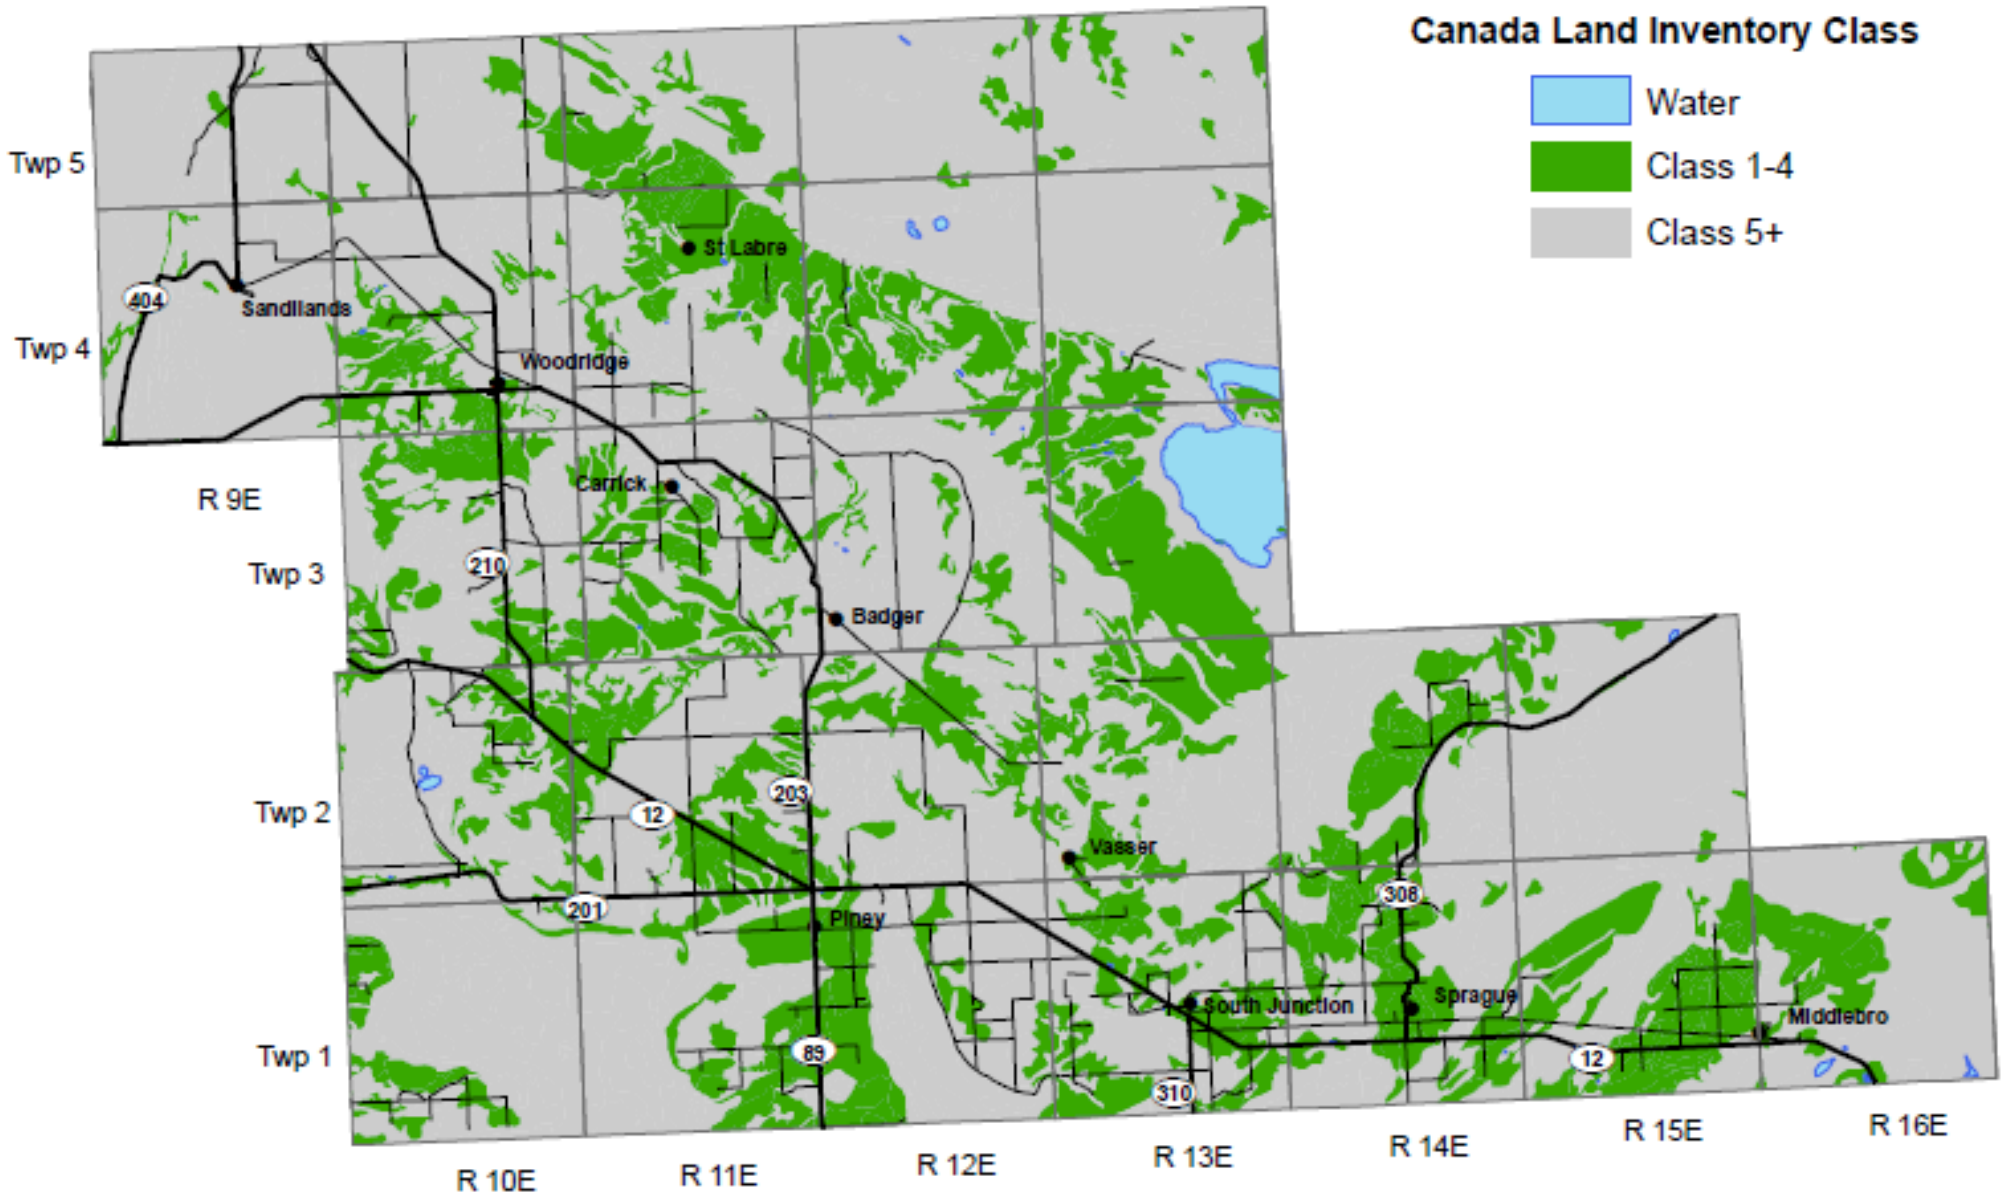 Canada Land Inventory Class
Water
Class 1-4
Class 5+
Twp 5
St Labre
404
Sandilands
Twp 4
Woodridge
R 9E
Carrick
210
Twp 3
Badger
203
12
Twp 2
Vasser
308
201
Piney
Sprague
South Junction
Middlebro
89
12
Twp 1
310
R 10E
R 11E
R 12E
R 13E
R 14E
R 15E
R 16E